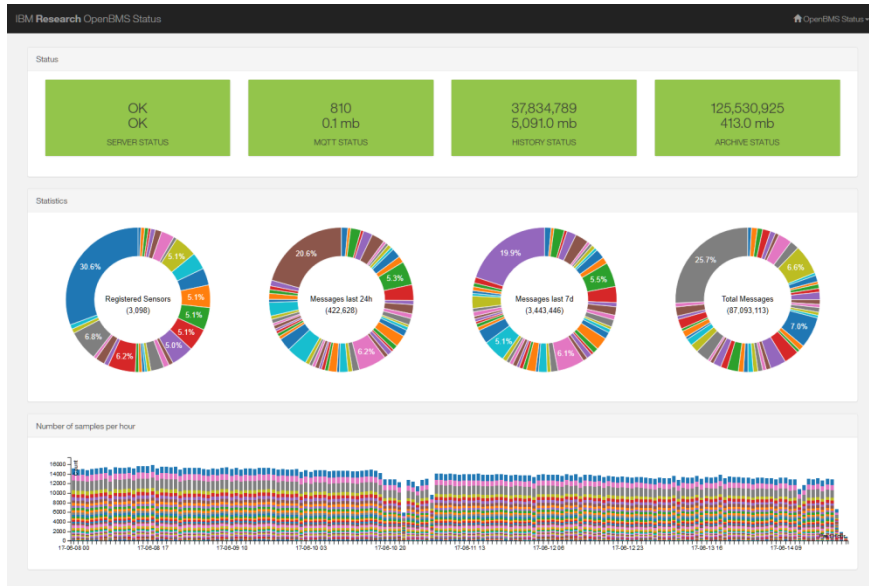 IBM Research OpenBMS Status
OpenBMS Status
Status
OK
OK
SERVER STATUS
810
0.1 mb
MQTT STATUS
37,834,789
5,091.0 mb
HISTORY STATUS
125,530,925
413.0 mb
ARCHIVE STATUS
Statistics
30.6%
5.1%
5.1%
5.1%
5.1%
5.0%
6.2%
6.8%
Registered Sensors
(3,098)
20.6%
5.3%
6.2%
Messages last 24h
(422,628)
19.9%
5.5%
6.1%
5.1%
Messages last 7d
(3,443,446)
25.7%
6.6%
7.8%
Total Messages
(87,093,113)
Number of samples per hour
16000
14000
12000
10000
8000
6000
4000
2000
0
17-06-08 00
17-06-08 17
17-06-09 10
17-06-10 03
17-06-10 20
17-06-11 13
17-06-12 06
17-06-12 23
17-06-13 16
17-06-14 09